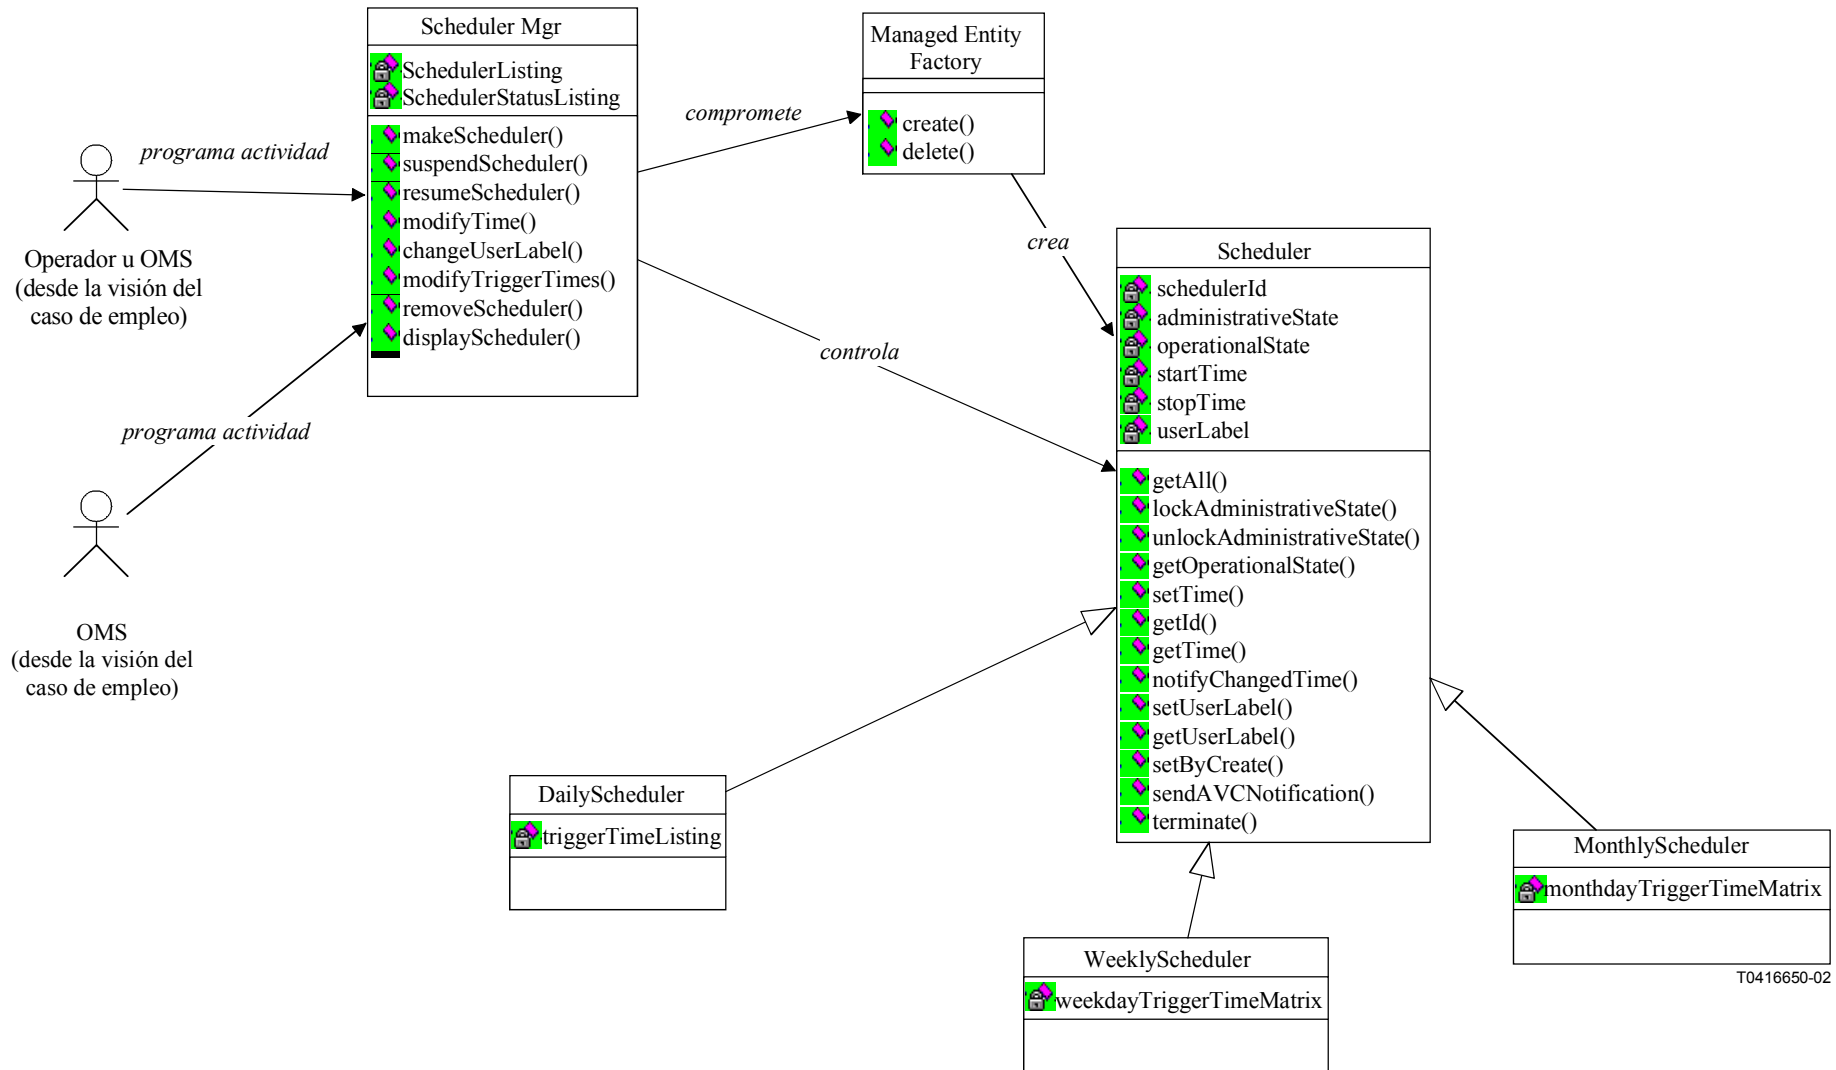 Scheduler Mgr
SchedulerListing
SchedulerStatusListing
makeScheduler()
suspendScheduler()
resumeScheduler()
modifyTime()
changeUserLabel()
modifyTriggerTimes()
removeScheduler()
displayScheduler()
programa actividad
Operador u OMS
(desde la visión del
caso de empleo)
programa actividad
OMS
(desde la visión del
caso de empleo)
compromete
Managed Entity
Factory
create()
delete()
crea
controla
Scheduler
schedulerId
administrativeState
operationalState
startTime
stopTime
userLabel
getAll()
lockAdministrativeState()
unlockAdministrativeState()
getOperationalState()
setTime()
getId()
getTime()
notifyChangedTime()
setUserLabel()
getUserLabel()
setByCreate()
sendAVCNotification()
terminate()
DailyScheduler
triggerTimeListing
WeeklyScheduler
weekdayTriggerTimeMatrix
MonthlyScheduler
monthdayTriggerTimeMatrix
T0416650-02